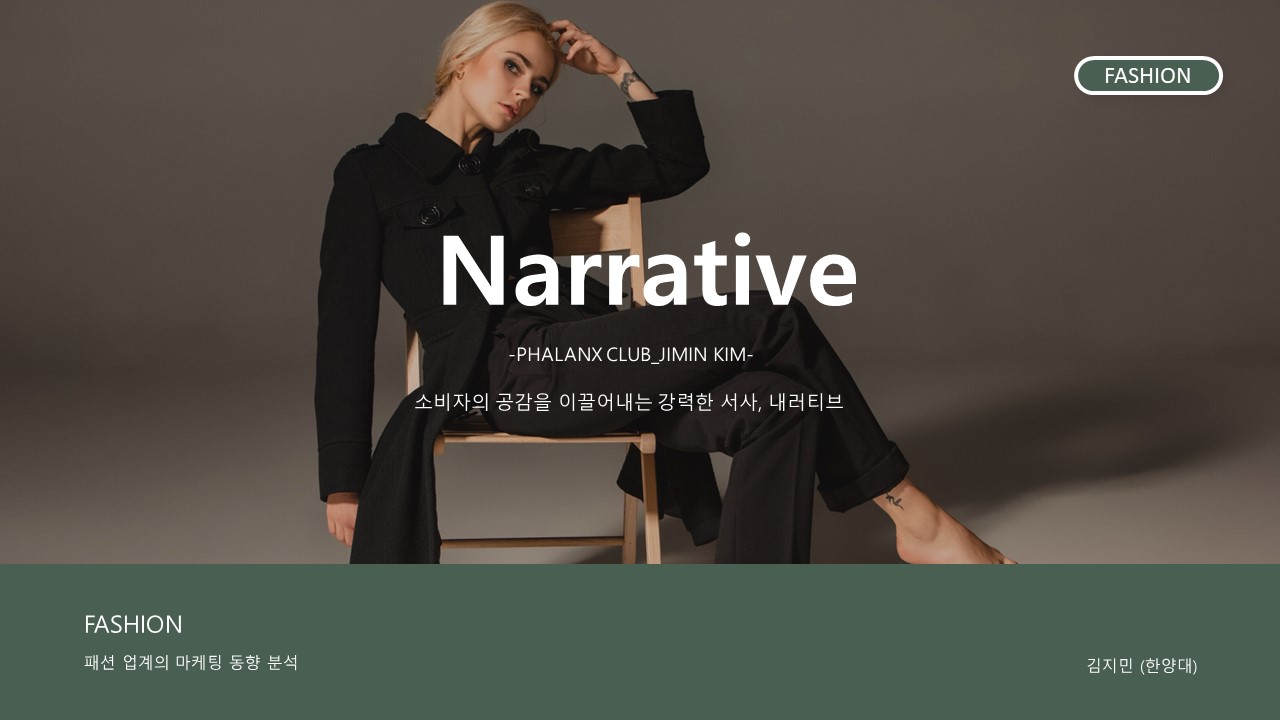 FASHION
Narrative
-PHALANX CLUB_JIMIN KIM-
소비자의 공감을 이끌어내는 강력한 서사, 내러티브
FASHION
패션 업계의 마케팅 동향 분석
김지민 (한양대)